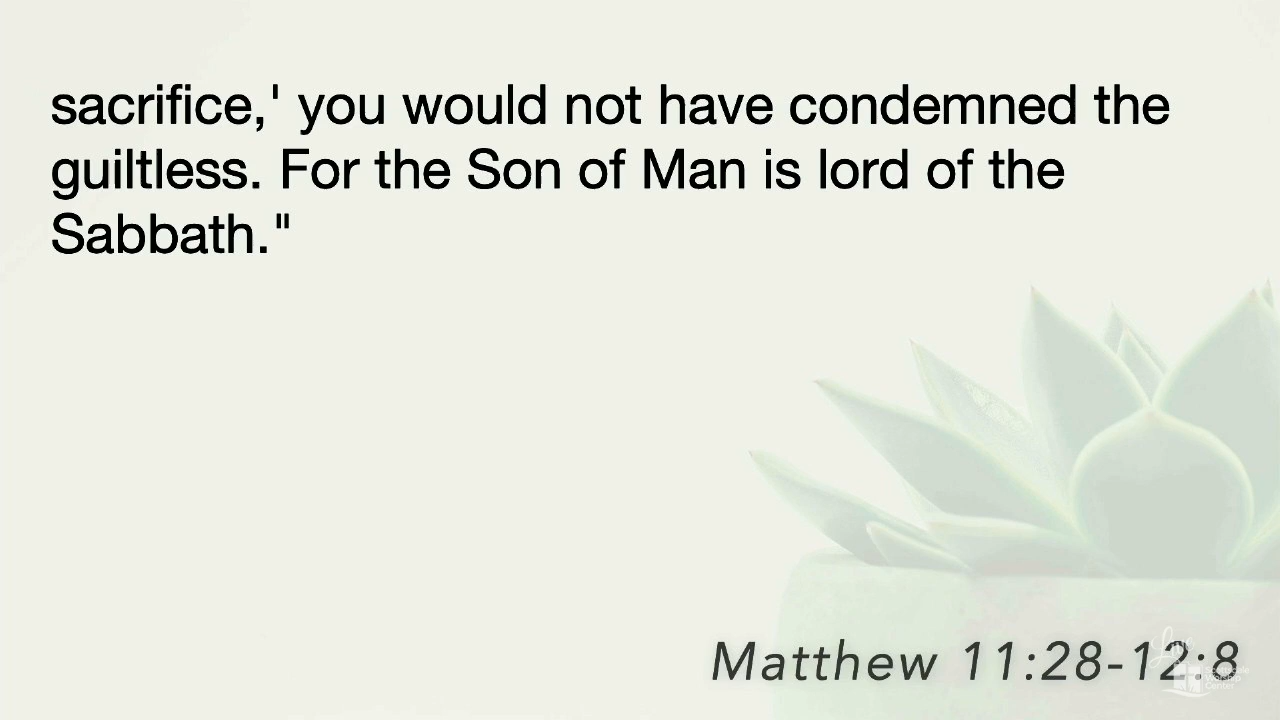 sacrifice,' you would not have condemned the
guiltless. For the Son of Man is lord of the
Sabbath."
Matthew 11:28-12:8
Center